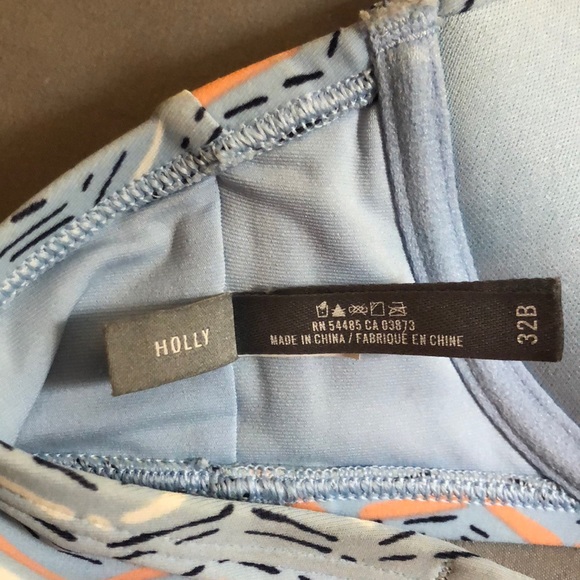 HOLLY
RN 54485 CA 03873
MADE IN CHINA / FABRIQUÉ EN CHINE
32B